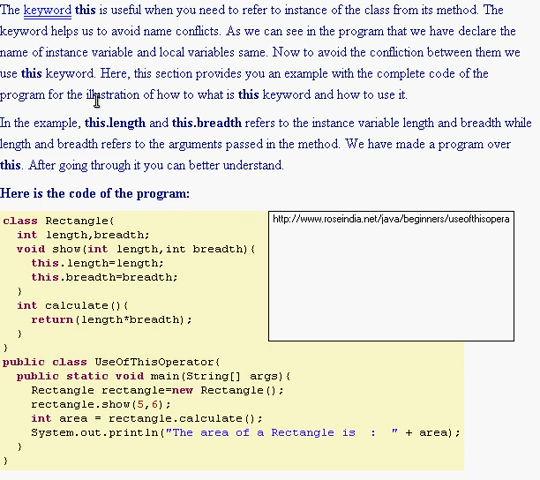 The keyword this is useful when you need to refer to instance of the class from its method. The
keyword helps us to avoid name conflicts. As we can see in the program that we have declare the
name of instance variable and local variables same. Now to avoid the confliction between them we
use this keyword. Here, this section provides you an example with the complete code of the
program for the illustration of how to what is this keyword and how to use it.
In the example, this.length and this.breadth refers to the instance variable length and breadth while
length and breadth refers to the arguments passed in the method. We have made a program over
this. After going through it you can better understand.
Here is the code of the program:
class Rectangle{
http://www.roseindia.net/java/beginners/useofthisopera
int length,breadth;
void show(int length,int breadth){
this.length=length;
this.breadth=breadth;
}
int calculate(){
return(length*breadth);
}
}
public class UseOfThisOperator{
public static void main(String[] args){
Rectangle rectangle=new Rectangle();
rectangle.show(5,6);
int area = rectangle.calculate();
System.out.println("The area of a Rectangle is  :  " + area);
}
}